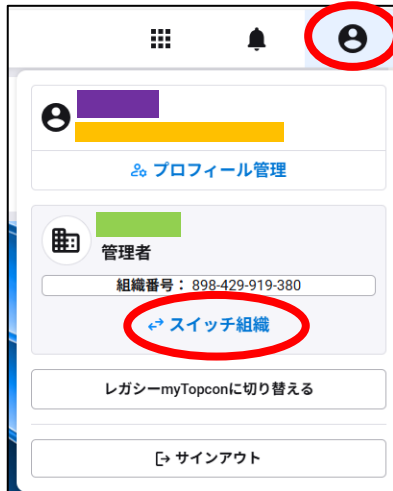 プロフィール管理
管理者
組織番号： 898-429-919-380
スイッチ組織
レガシーmyTopconに切り替える
サインアウト